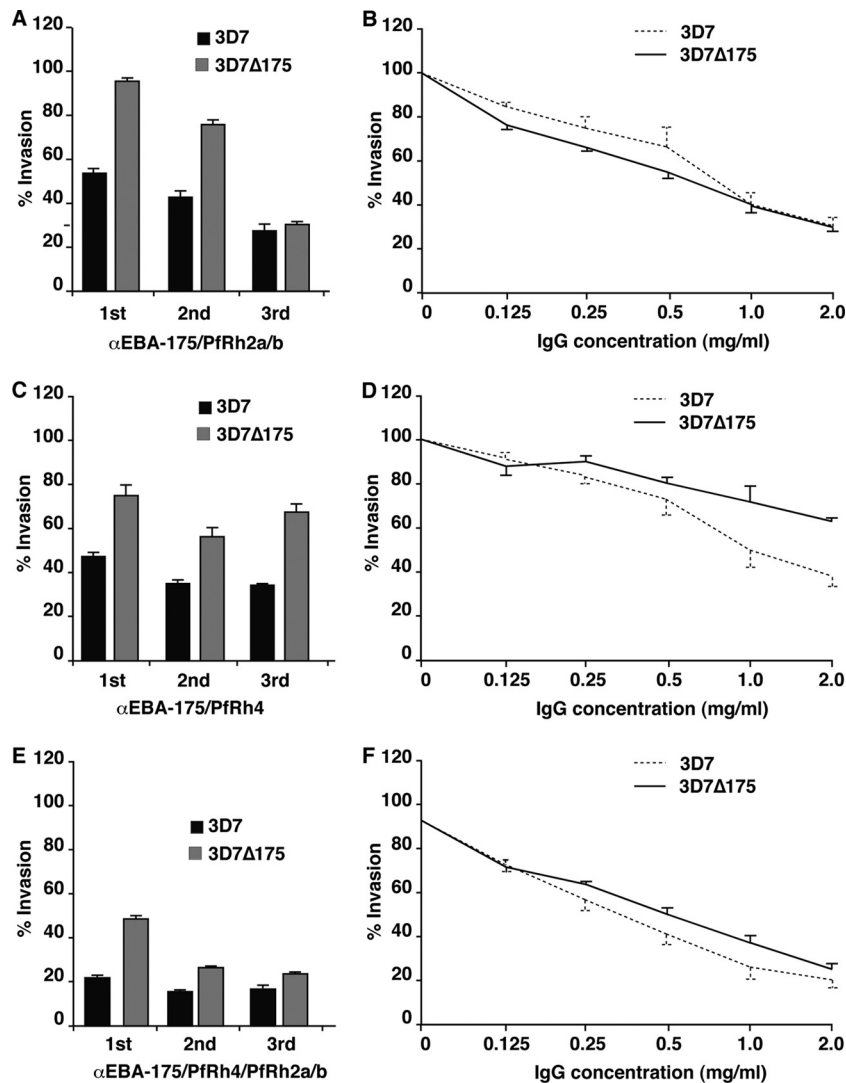 A
120
100
80
60
40
20
0
% Invasion
3D7
3D7Δ175
1st 2nd 3rd
αEBA-175/PfRh2a/b
B
120
100
80
60
40
20
0
% Invasion
3D7
3D7Δ175
0 0.125 0.25 0.5 1.0 2.0
IgG concentration (mg/ml)
C
120
100
80
60
40
20
0
% Invasion
3D7
3D7Δ175
1st 2nd 3rd
αEBA-175/PfRh4
D
120
100
80
60
40
20
0
% Invasion
3D7
3D7Δ175
0 0.125 0.25 0.5 1.0 2.0
IgG concentration (mg/ml)
E
120
100
80
60
40
20
0
% Invasion
3D7
3D7Δ175
1st 2nd 3rd
αEBA-175/PfRh4/PfRh2a/b
F
120
100
80
60
40
20
0
% Invasion
3D7
3D7Δ175
0 0.125 0.25 0.5 1.0 2.0
IgG concentration (mg/ml)